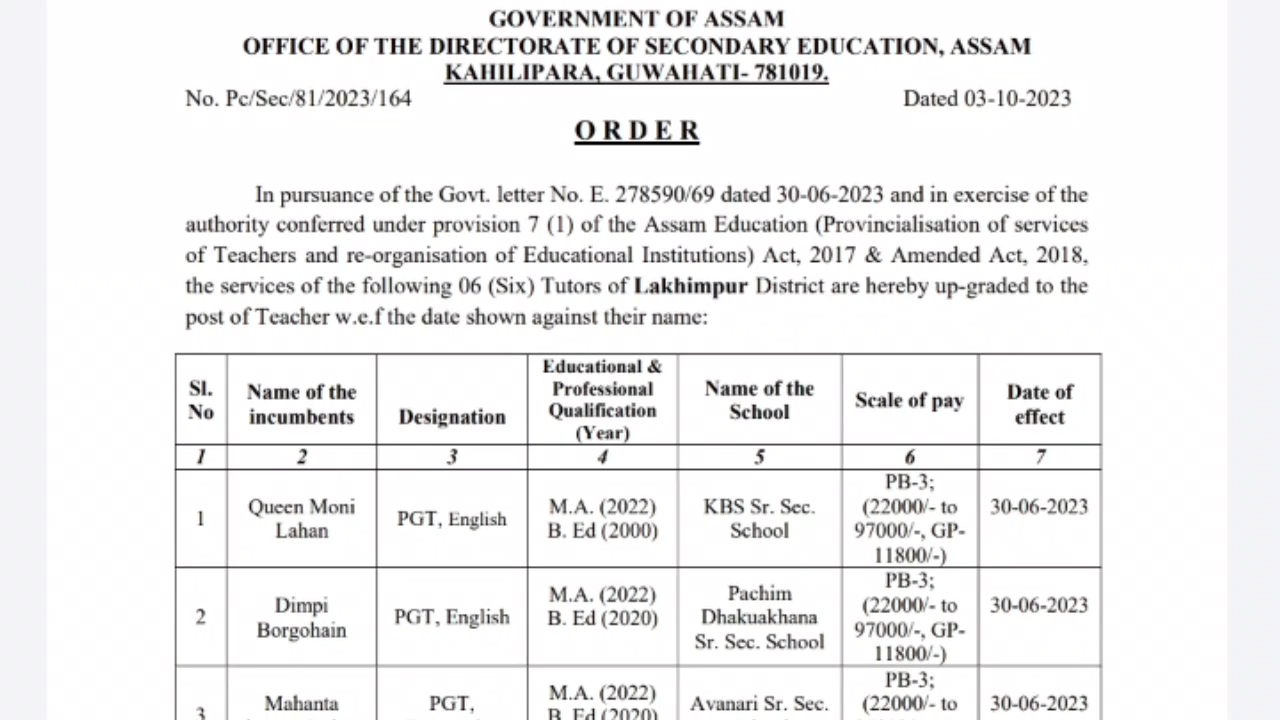 GOVERNMENT OF ASSAM
OFFICE OF THE DIRECTORATE OF SECONDARY EDUCATION, ASSAM
KAHILIPARA, GUWAHATI- 781019.
No. Pc/Sec/81/2023/164 Dated 03-10-2023
O R D E R
In pursuance of the Govt. letter No. E. 278590/69 dated 30-06-2023 and in exercise of the
authority conferred under provision 7 (1) of the Assam Education (Provincialisation of services
of Teachers and re-organisation of Educational Institutions) Act, 2017 & Amended Act, 2018,
the services of the following 06 (Six) Tutors of Lakhimpur District are hereby up-graded to the
post of Teacher w.e.f the date shown against their name:
Sl.
No
Name of the
incumbents
Designation
Educational &
Professional
Qualification
(Year)
Name of the
School
Scale of pay
Date of
effect
1 2 3 4 5 6 7
1
Queen Moni
Lahan
PGT, English
M.A. (2022)
B. Ed (2000)
KBS Sr. Sec.
School
PB-3;
(22000/- to
97000/-, GP-
11800/-)
30-06-2023
2
Dimpi
Borgohain
PGT, English
M.A. (2022)
B. Ed (2020)
Pachim
Dhakuakhana
Sr. Sec. School
PB-3;
(22000/- to
97000/-, GP-
11800/-)
30-06-2023
3
Mahanta
PGT,
M.A. (2022)
B. Ed (2020)
Avanari Sr. Sec.
PB-3;
(22000/- to
30-06-2023